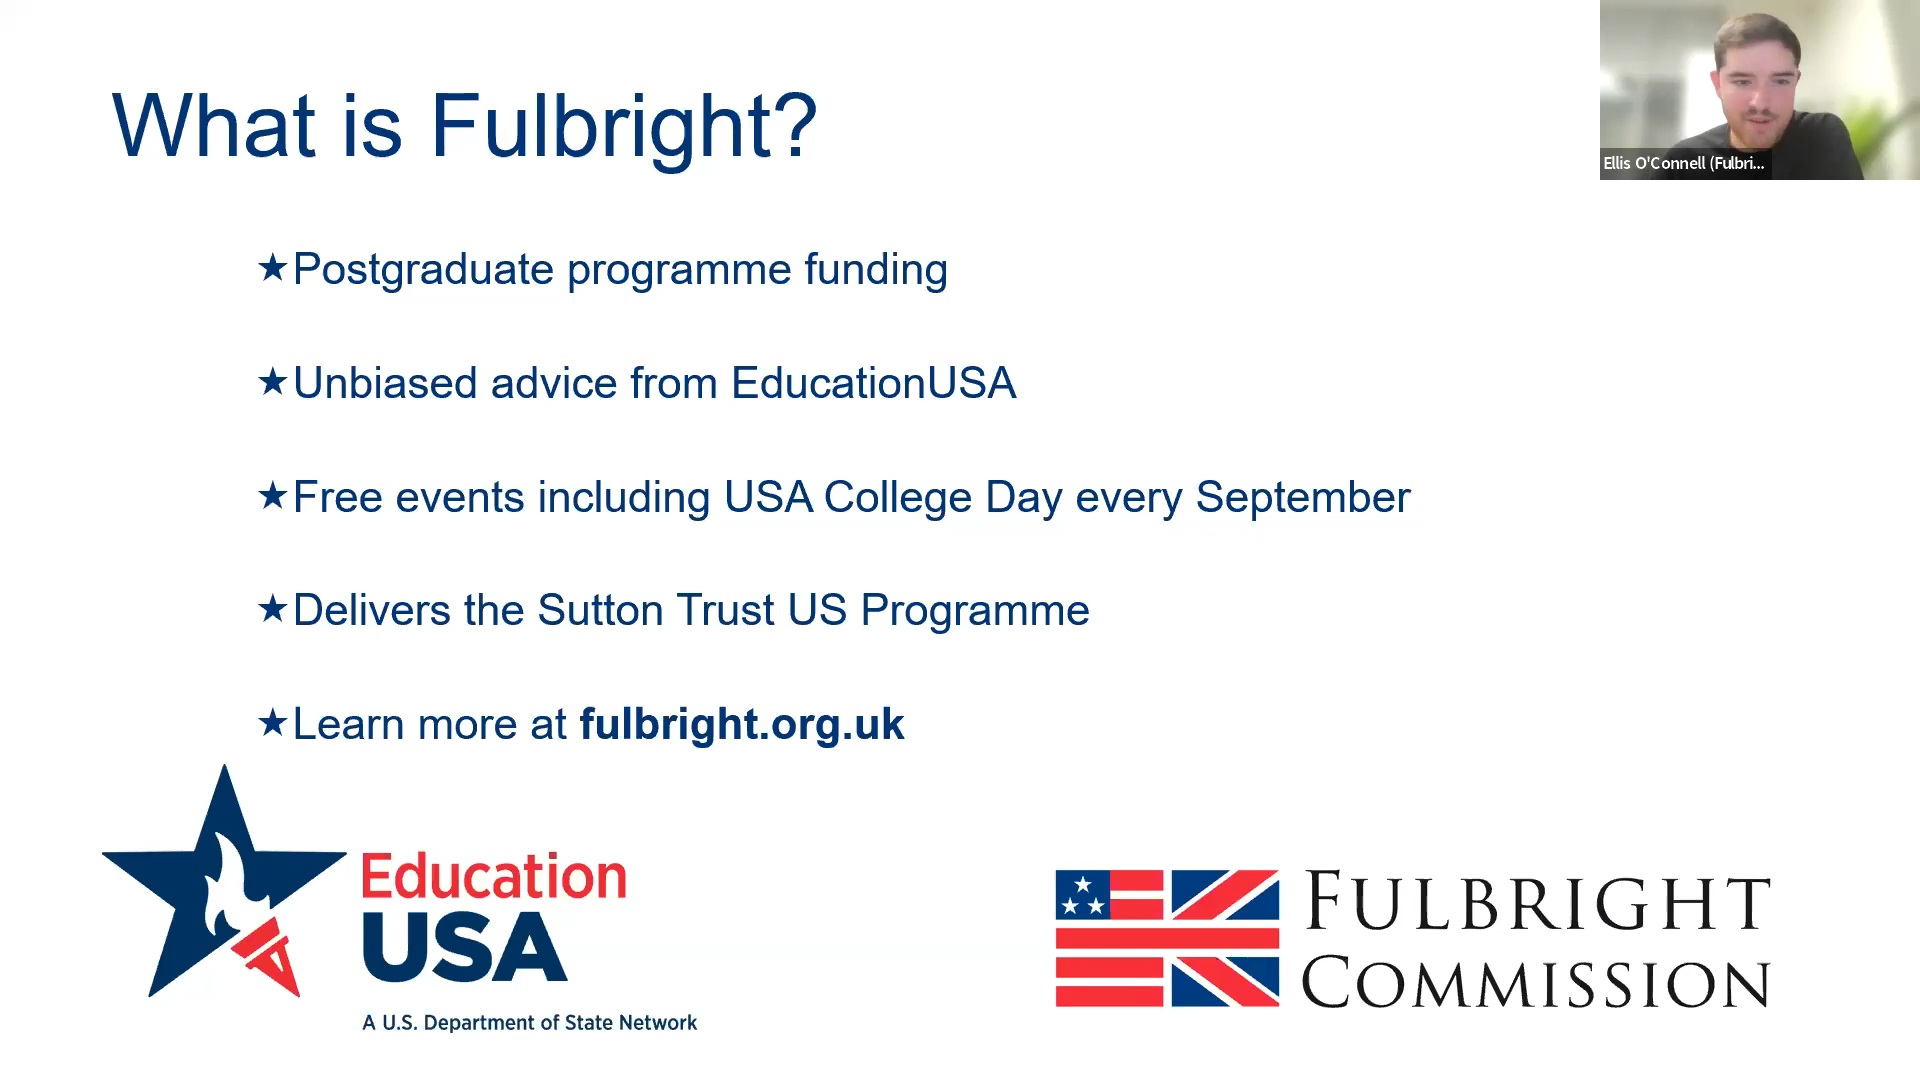 What is Fulbright?
Ellis O'Connell (Fulbri...
★Postgraduate programme funding
★Unbiased advice from EducationUSA
★Free events including USA College Day every September
★Delivers the Sutton Trust US Programme
★Learn more at fulbright.org.uk
Education
USA
A U.S. Department of State Network
FULBRIGHT
COMMISSION